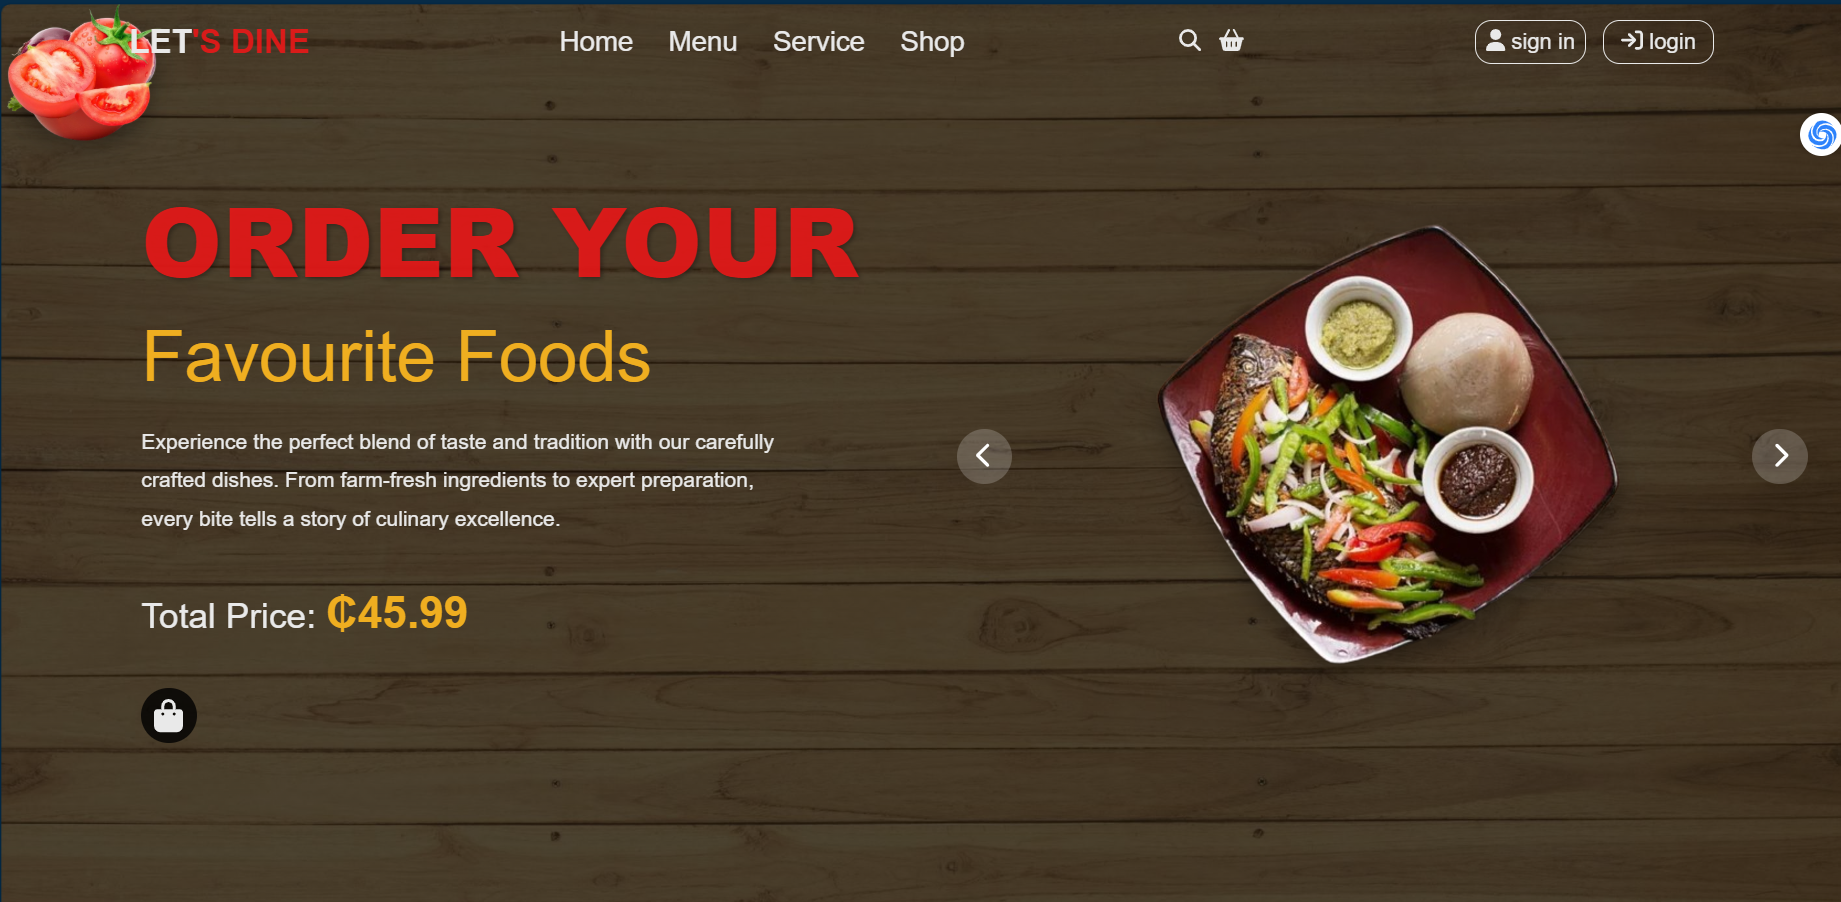 LET'S DINE
Home Menu Service Shop
sign in login
ORDER YOUR
Favourite Foods
Experience the perfect blend of taste and tradition with our carefully
crafted dishes. From farm-fresh ingredients to expert preparation,
every bite tells a story of culinary excellence.
Total Price: ₵45.99